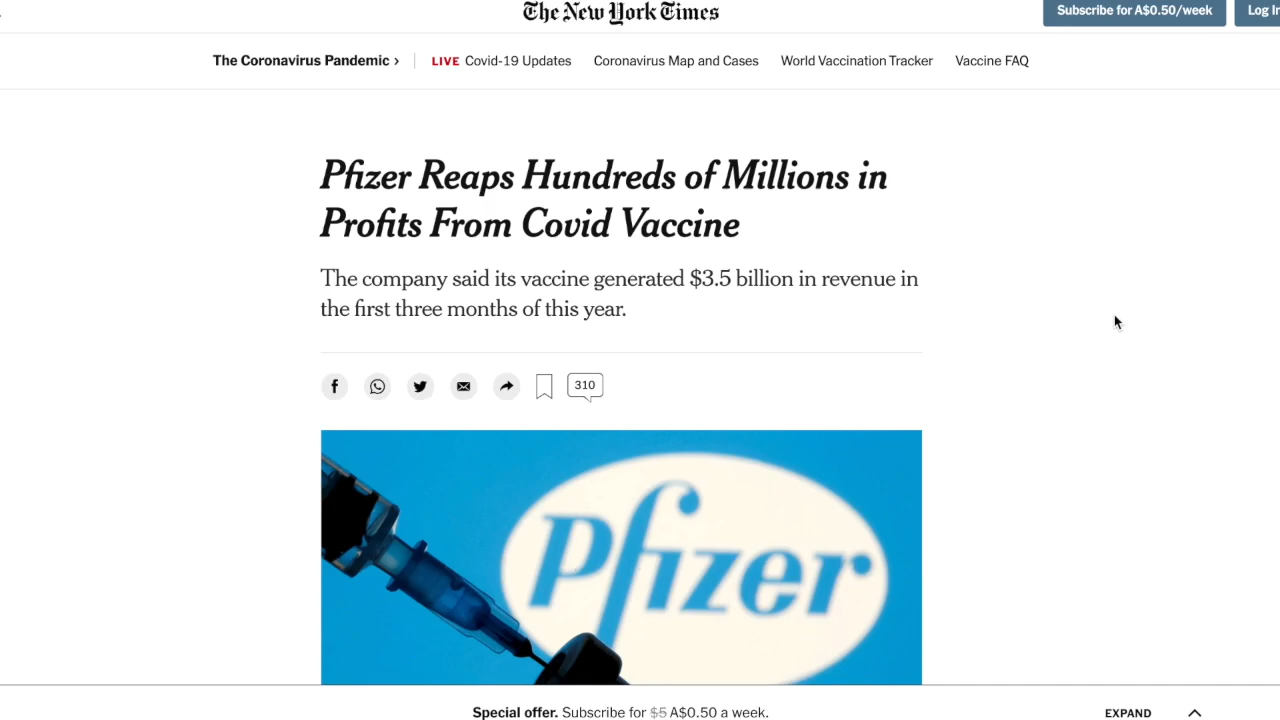 The New York Times
Subscribe for A$0.50/week
Log In
The Coronavirus Pandemic ›
LIVE Covid-19 Updates
Coronavirus Map and Cases
World Vaccination Tracker
Vaccine FAQ
Pfizer Reaps Hundreds of Millions in
Profits From Covid Vaccine
The company said its vaccine generated $3.5 billion in revenue in
the first three months of this year.
310
Pfizer
Special offer. Subscribe for $5 A$0.50 a week.
EXPAND